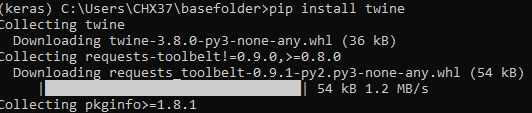 (keras) C:\Users\CHX37\basefolder>pip install twine
Collecting twine
  Downloading twine-3.8.0-py3-none-any.whl (36 kB)
Collecting requests-toolbelt!=0.9.0,>=0.8.0
  Downloading requests_toolbelt-0.9.1-py2.py3-none-any.whl (54 kB)
     |████████████████████████████████| 54 kB 1.2 MB/s
Collecting pkginfo>=1.8.1